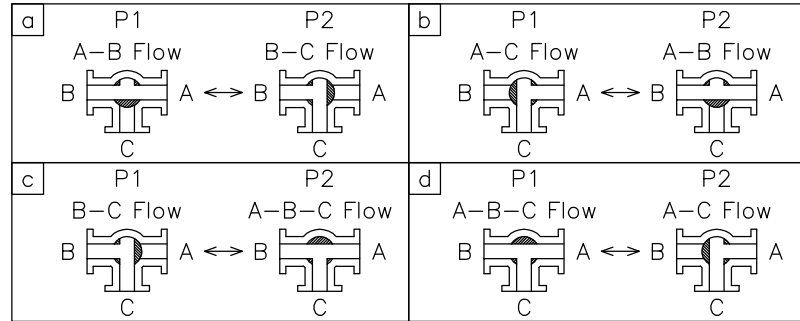 a
P1 P2
A-B Flow B-C Flow
B A B A
C C
b
P1 P2
A-C Flow A-B Flow
B A B A
C C
c
P1 P2
B-C Flow A-B-C Flow
B A B A
C C
d
P1 P2
A-B-C Flow A-C Flow
B A B A
C C